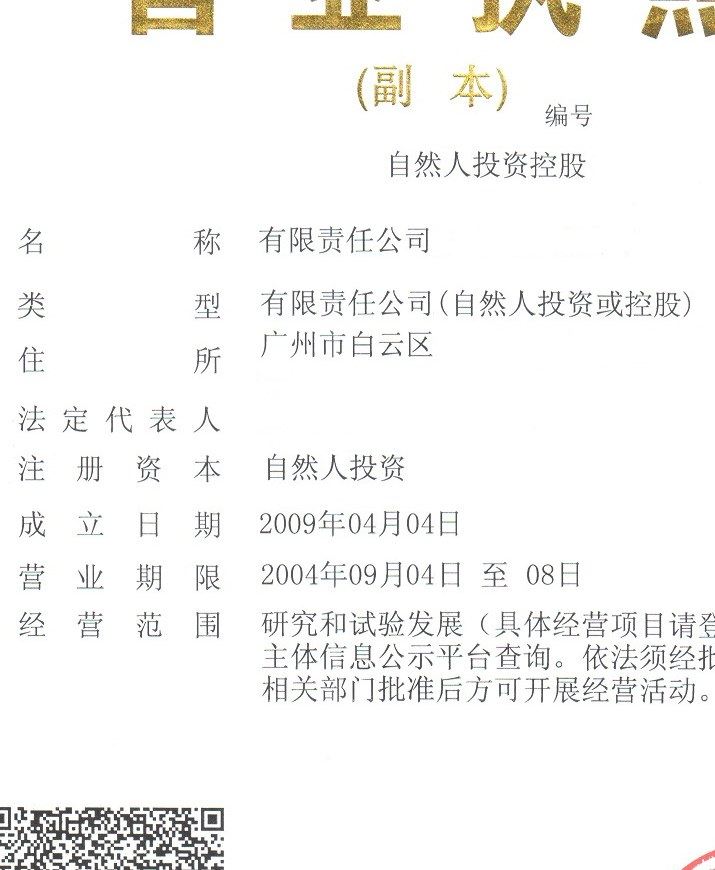 营业执照
(副 本)
编号
自然人投资控股
名称 有限责任公司
类型 有限责任公司(自然人投资或控股)
住所 广州市白云区
法定代表人
注册资本 自然人投资
成立日期 2009年04月04日
营业期限 2004年09月04日 至 08日
经营范围 研究和试验发展（具体经营项目请登
主体信息公示平台查询。依法须经批
相关部门批准后方可开展经营活动。